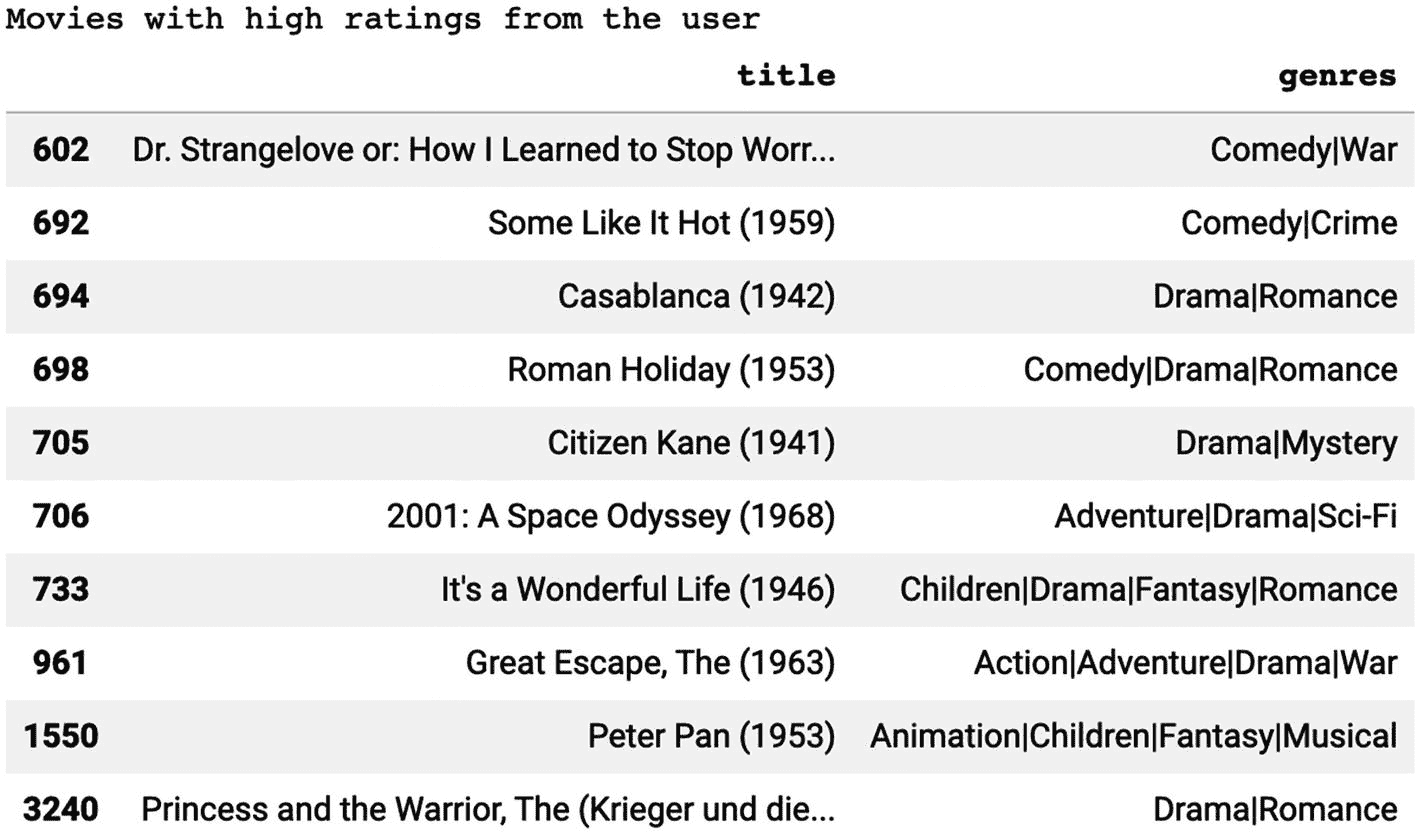 Movies with high ratings from the user
title genres
602 Dr. Strangelove or: How I Learned to Stop Worr... Comedy|War
692 Some Like It Hot (1959) Comedy|Crime
694 Casablanca (1942) Drama|Romance
698 Roman Holiday (1953) Comedy|Drama|Romance
705 Citizen Kane (1941) Drama|Mystery
706 2001: A Space Odyssey (1968) Adventure|Drama|Sci-Fi
733 It's a Wonderful Life (1946) Children|Drama|Fantasy|Romance
961 Great Escape, The (1963) Action|Adventure|Drama|War
1550 Peter Pan (1953) Animation|Children|Fantasy|Musical
3240 Princess and the Warrior, The (Krieger und die... Drama|Romance